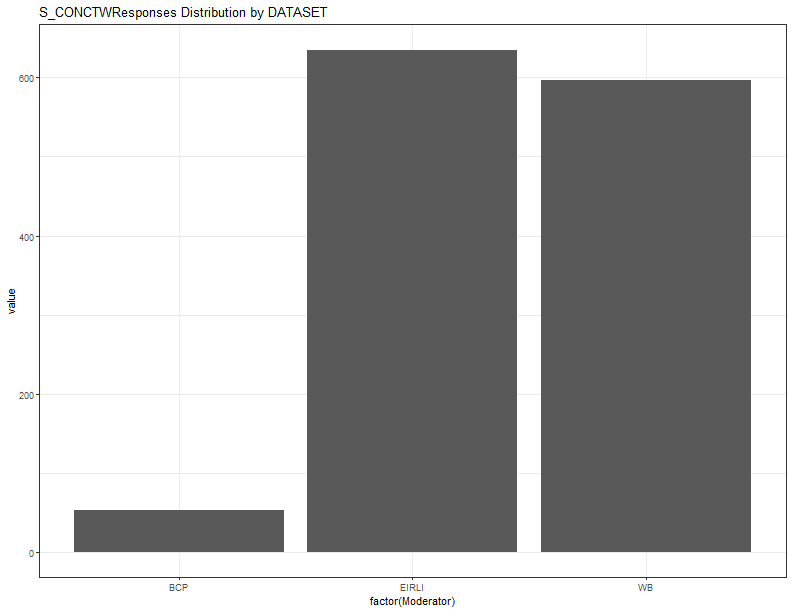 S_CONCTWResponses Distribution by DATASET
600
400
200
0
value
BCP EIRLI WB
factor(Moderator)